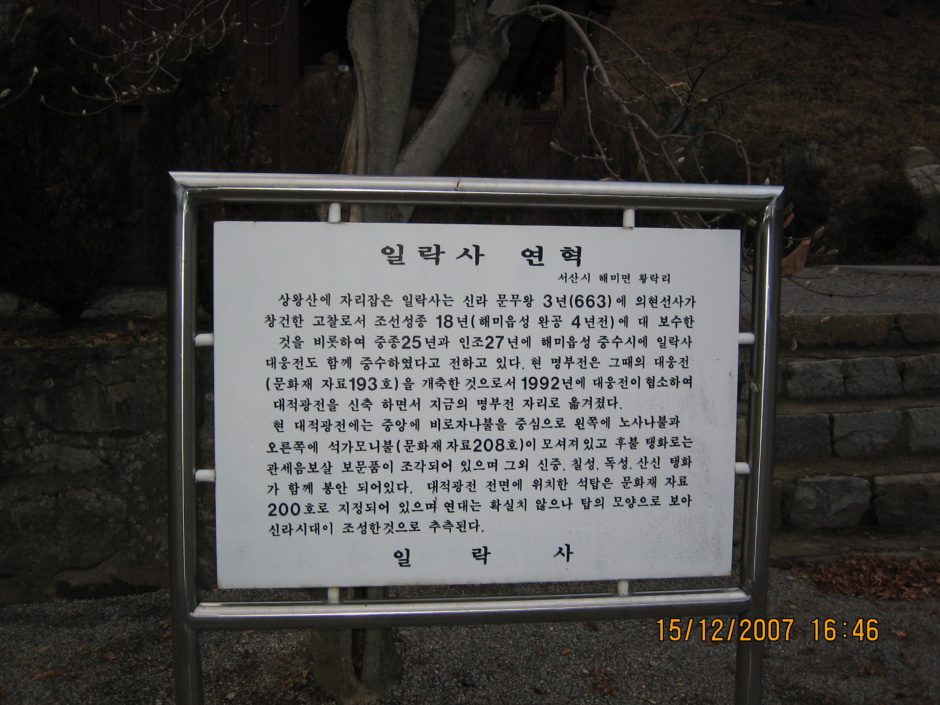 일락사 연혁
서산시 해미면 황락리
상왕산에 자리잡은 일락사는 신라 문무왕 3년(663)에 의현선사가
창건한 고찰로서 조선성종 18년(해미읍성 완공 4년전)에 대 보수한
것을 비롯하여 중종25년과 인조27년에 해미읍성 중수시에 일락사
대웅전도 함께 중수하였다고 전하고 있다. 현 명부전은 그때의 대웅전
(문화재 자료193호)을 개축한 것으로서 1992년에 대웅전이 협소하여
대적광전을 신축 하면서 지금의 명부전 자리로 옮겨졌다.
현 대적광전에는 중앙에 비로자나불을 중심으로 왼쪽에 노사나불과
오른쪽에 석가모니불(문화재자료208호)이 모셔져있고 후불 탱화로는
관세음보살 보문품이 조각되어 있으며 그외 신중, 칠성, 독성, 산신 탱화
가 함께 봉안 되어있다. 대적광전 전면에 위치한 석탑은 문화재 자료
200호로 지정되어 있으며 연대는 확실치 않으나 탑의 모양으로 보아
신라시대이 조성한것으로 추측된다.
일 락 사
15/12/2007 16:46